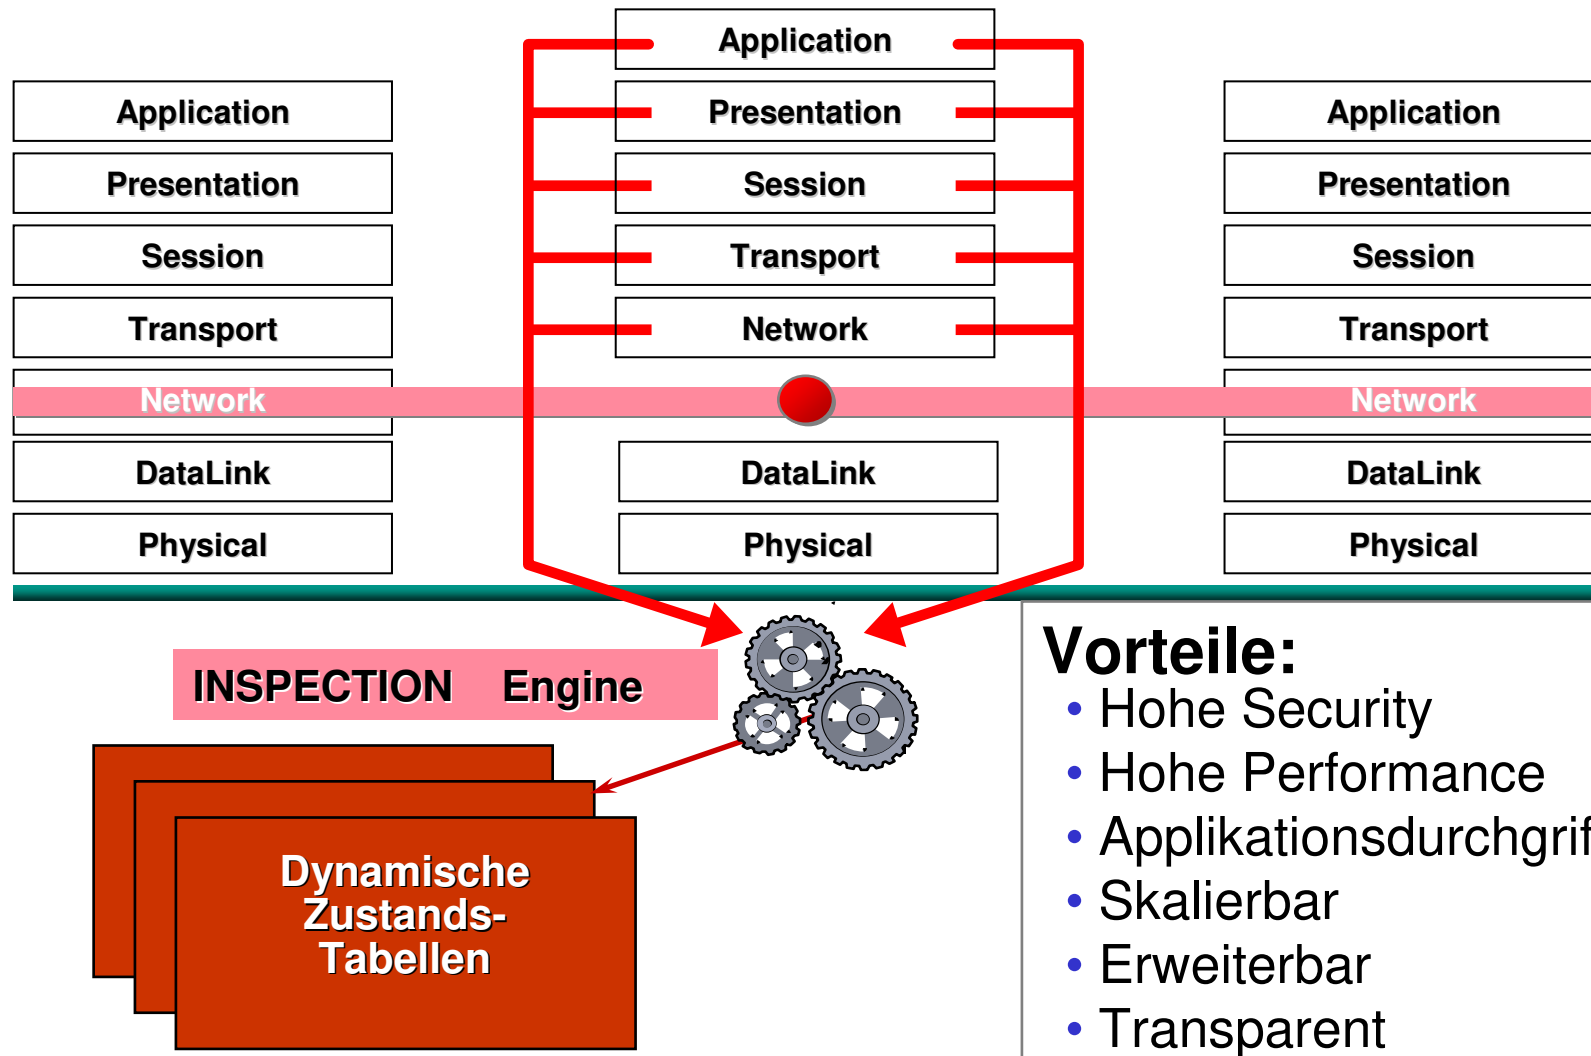 Application
Presentation
Session
Transport
Network
DataLink
Physical
Application
Presentation
Session
Transport
Network
DataLink
Physical
Application
Presentation
Session
Transport
Network
DataLink
Physical
INSPECTION Engine
Dynamische
Zustands-
Tabellen
Vorteile:
• Hohe Security
• Hohe Performance
• Applikationsdurchgrif
• Skalierbar
• Erweiterbar
• Transparent